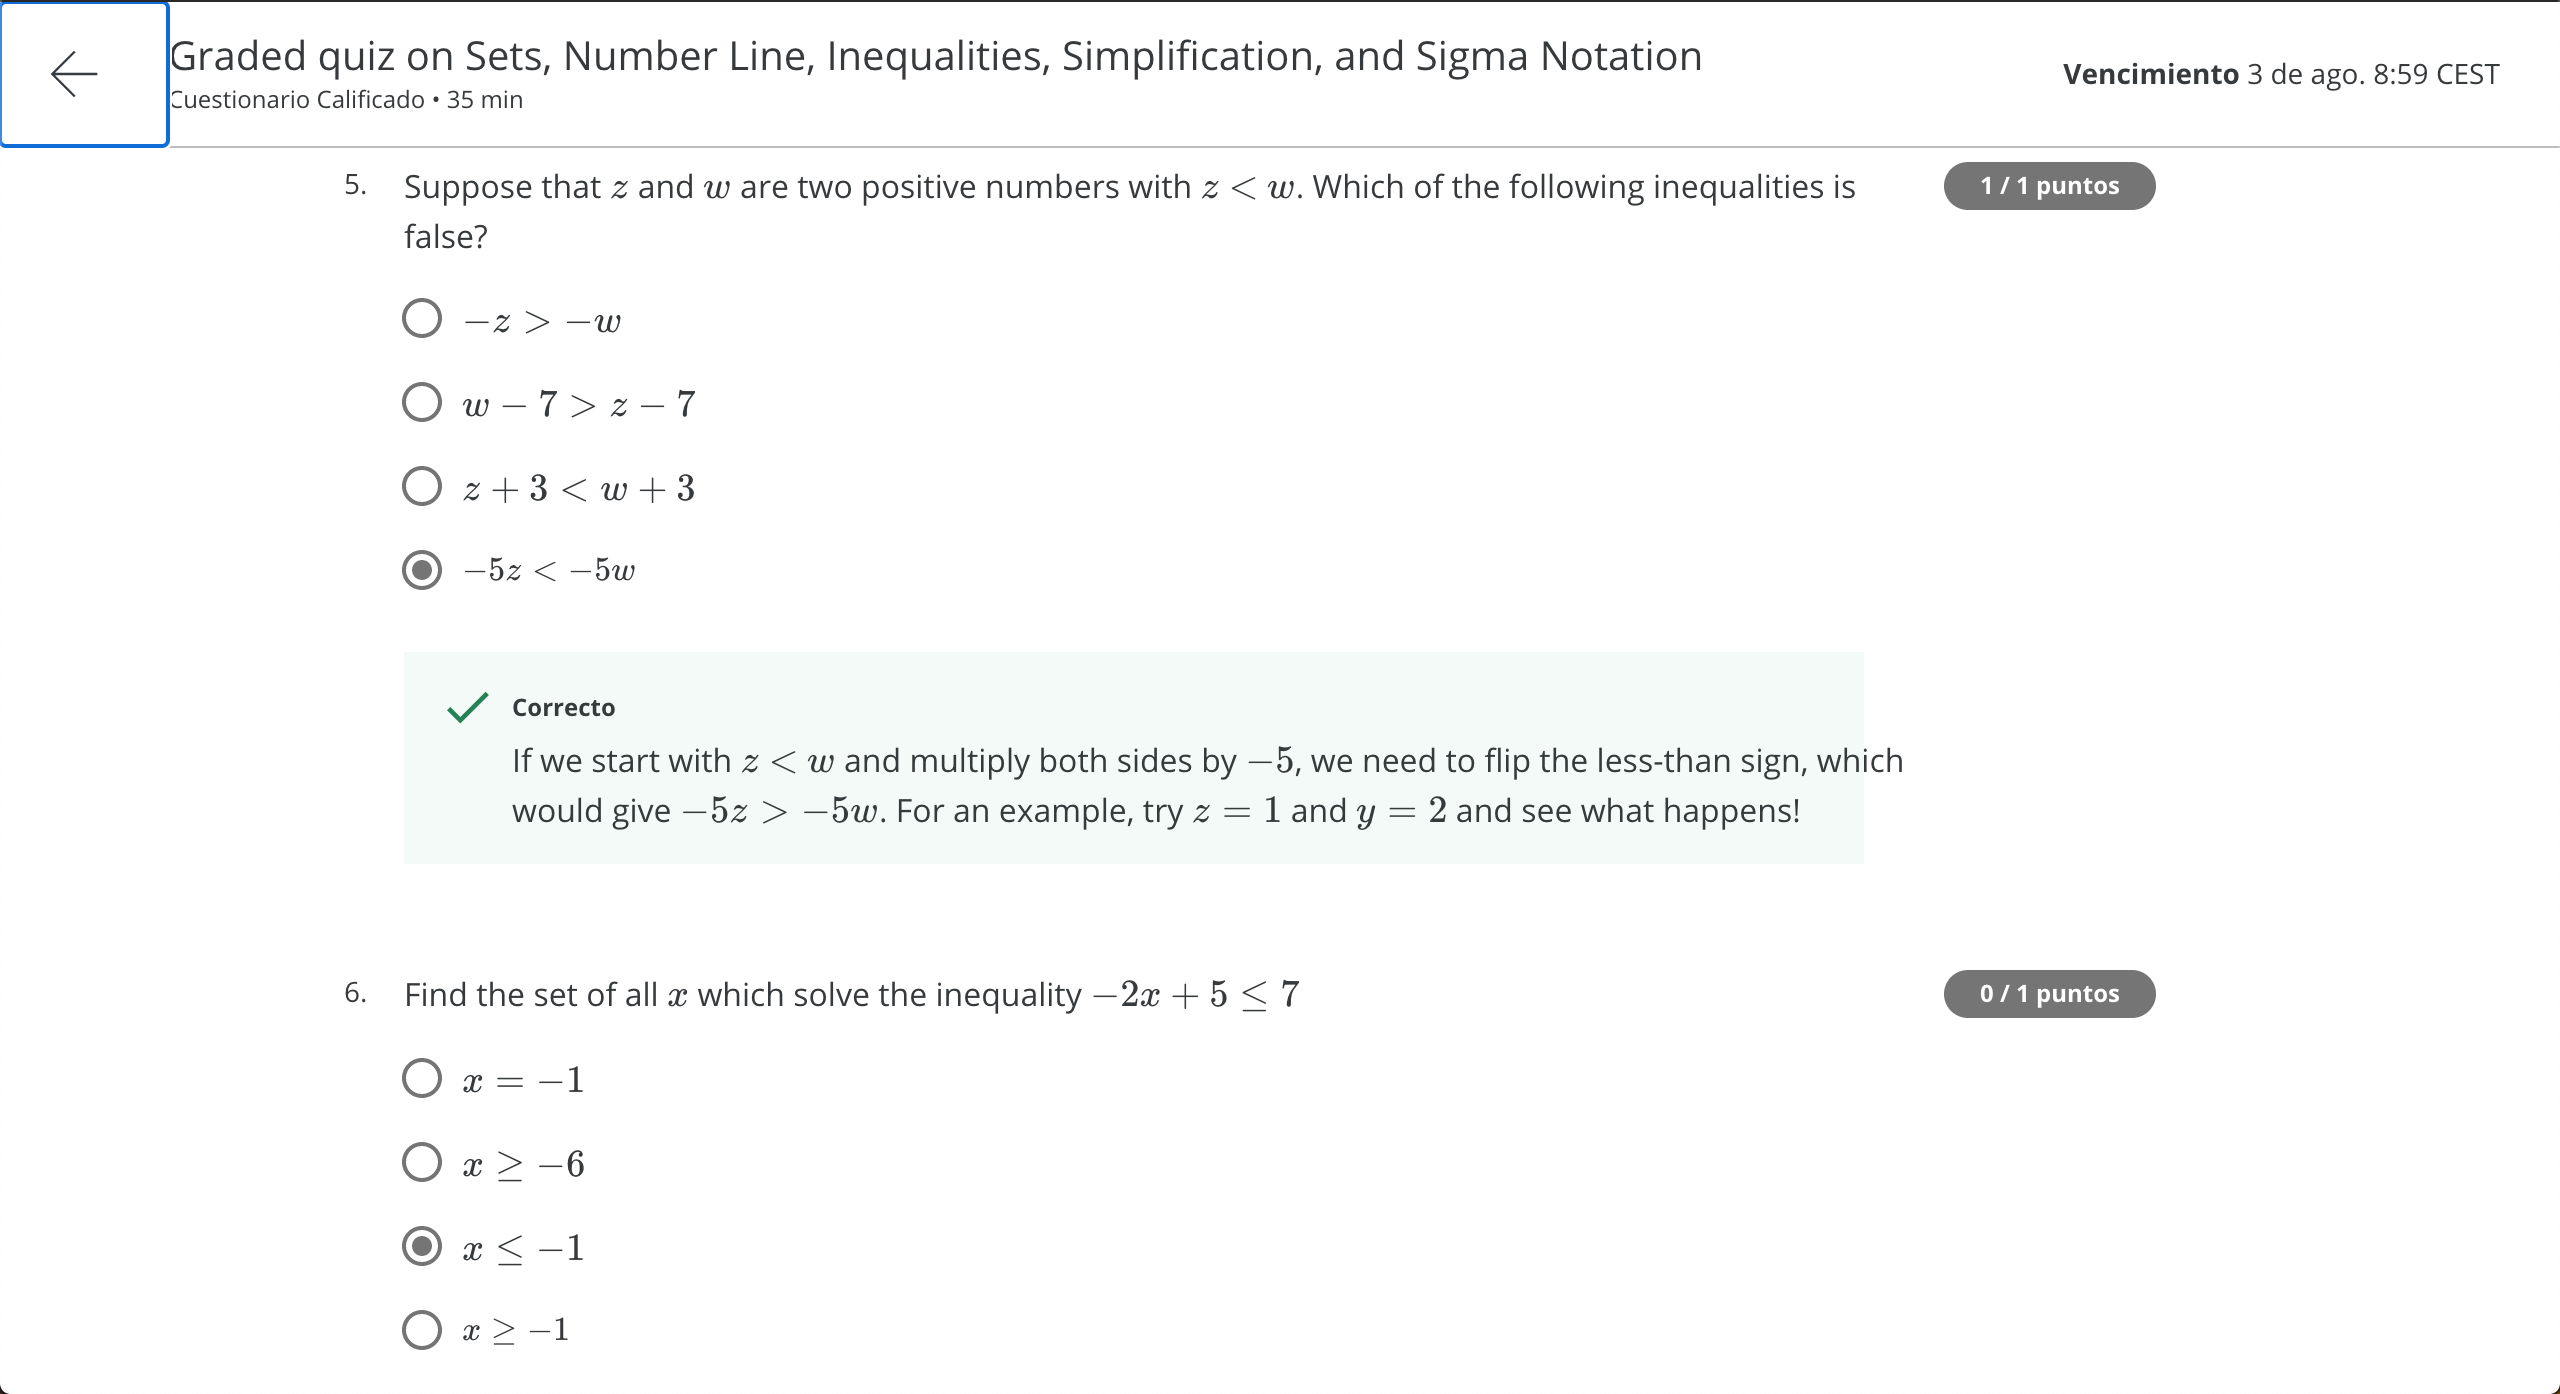 Graded quiz on Sets, Number Line, Inequalities, Simplification, and Sigma Notation
Cuestionario Calificado • 35 min
Vencimiento 3 de ago. 8:59 CEST
5. Suppose that z and w are two positive numbers with z < w. Which of the following inequalities is
false?
1 / 1 puntos
−z > −w
w − 7 > z − 7
z + 3 < w + 3
−5z < −5w
Correcto
If we start with z < w and multiply both sides by −5, we need to flip the less-than sign, which
would give −5z > −5w. For an example, try z = 1 and y = 2 and see what happens!
6. Find the set of all x which solve the inequality −2x + 5 ≤ 7
0 / 1 puntos
x = −1
x ≥ −6
x ≤ −1
x ≥ −1